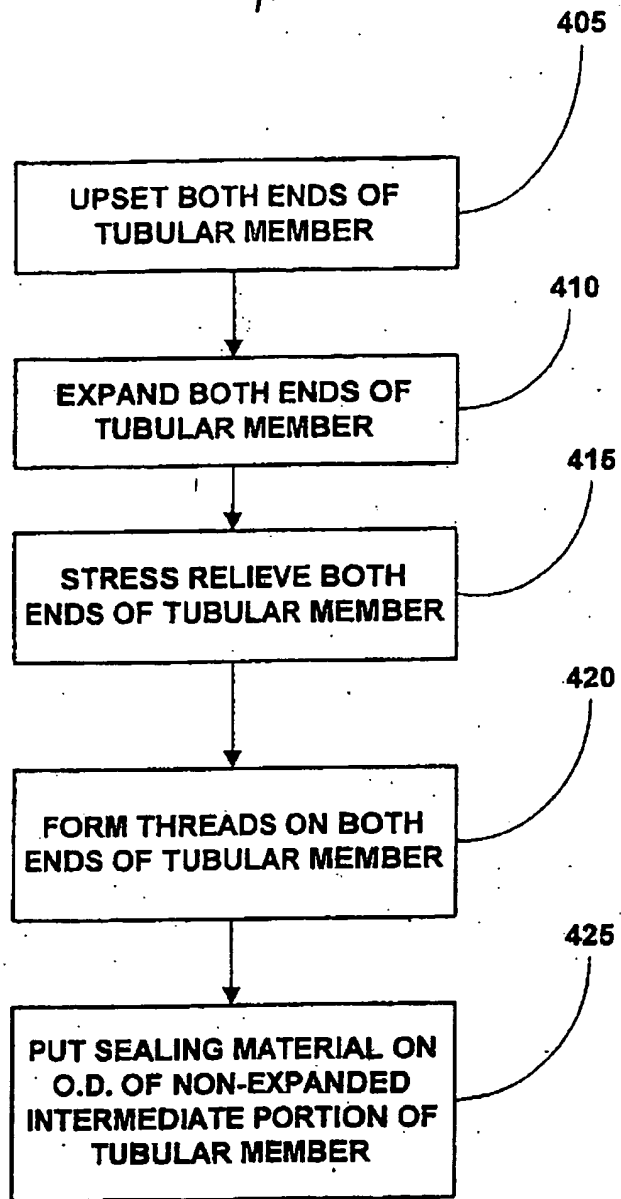 405
UPSET BOTH ENDS OF
TUBULAR MEMBER
410
EXPAND BOTH ENDS OF
TUBULAR MEMBER
415
STRESS RELIEVE BOTH
ENDS OF TUBULAR MEMBER
420
FORM THREADS ON BOTH
ENDS OF TUBULAR MEMBER
425
PUT SEALING MATERIAL ON
O.D. OF NON-EXPANDED
INTERMEDIATE PORTION OF
TUBULAR MEMBER